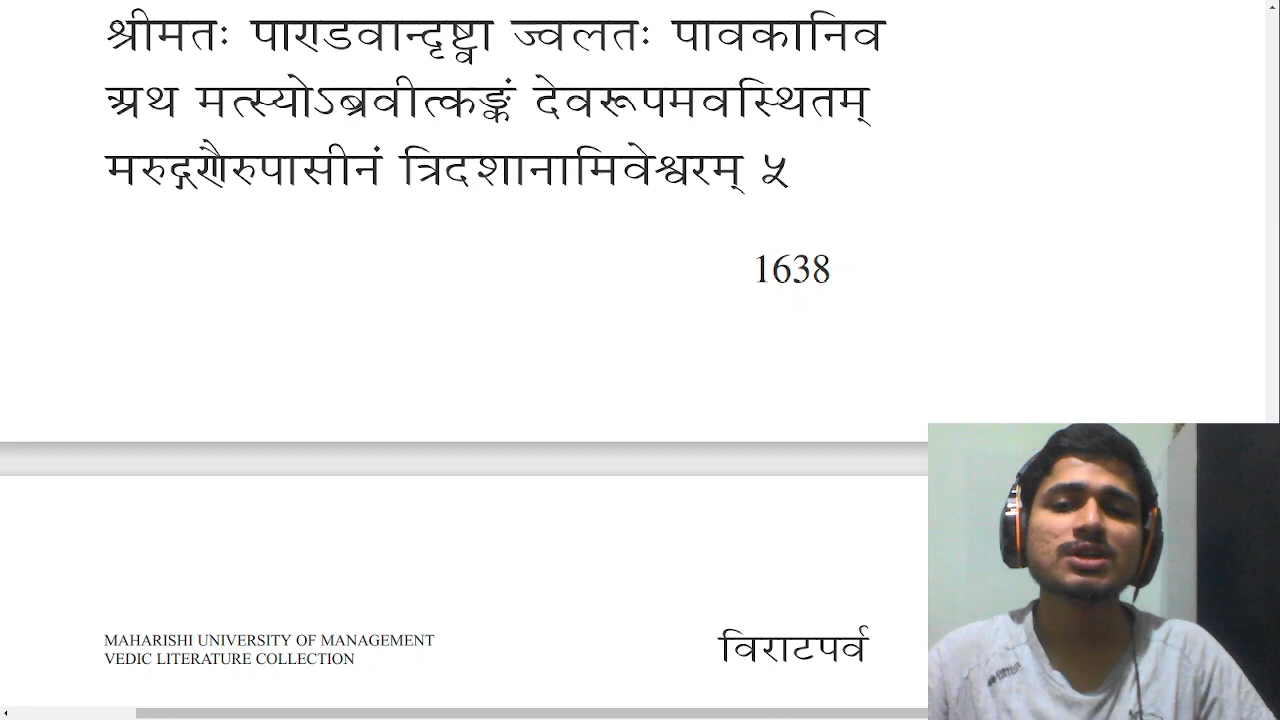 श्रीमतः पाण्डवान्दृष्ट्वा ज्वलतः पावकानिव
अथ मत्स्योऽब्रवीत्कङ्कं देवरूपमवस्थितम्
मरुद्गणैरुपासीनं त्रिदशानामिवेश्वरम् ५
1638
MAHARISHI UNIVERSITY OF MANAGEMENT
VEDIC LITERATURE COLLECTION
विराटपर्व